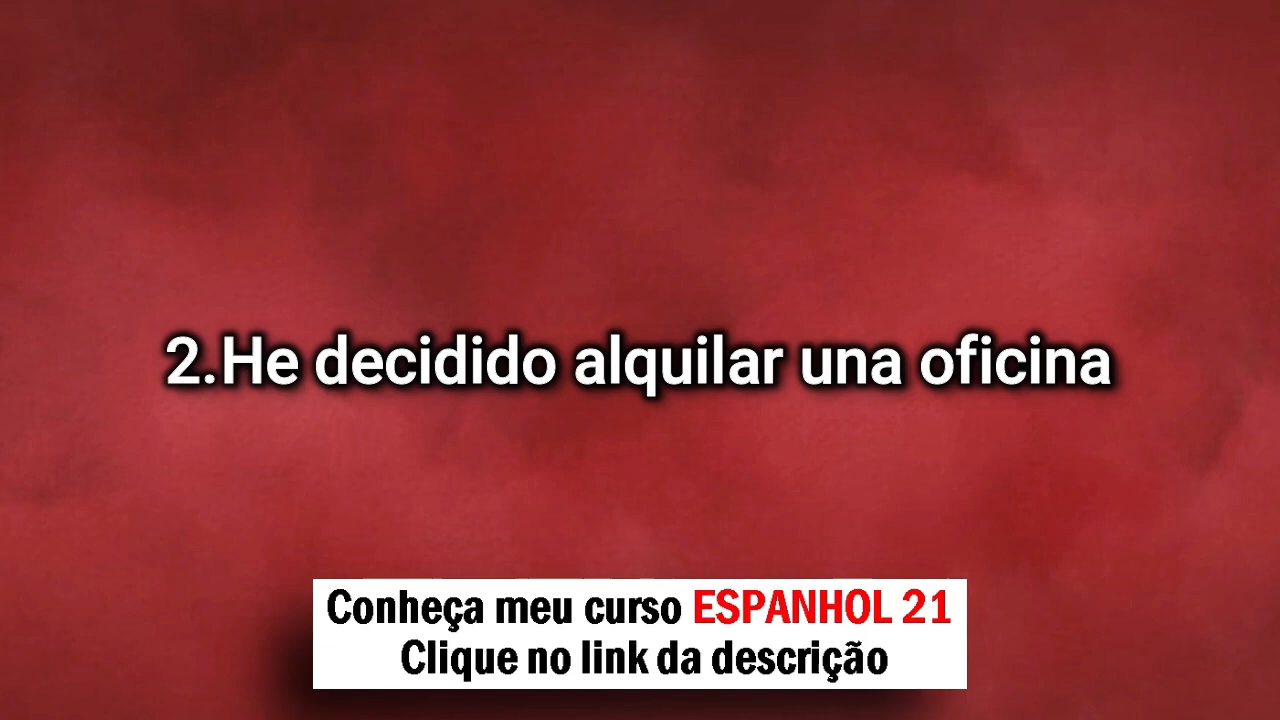 2.He decidido alquilar una oficina
Conheça meu curso ESPANHOL 21
Clique no link da descrição